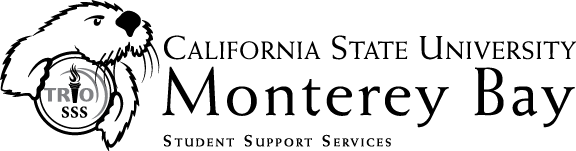 TRIO
SSS
CALIFORNIA STATE UNIVERSITY
Monterey Bay
STUDENT SUPPORT SERVICES